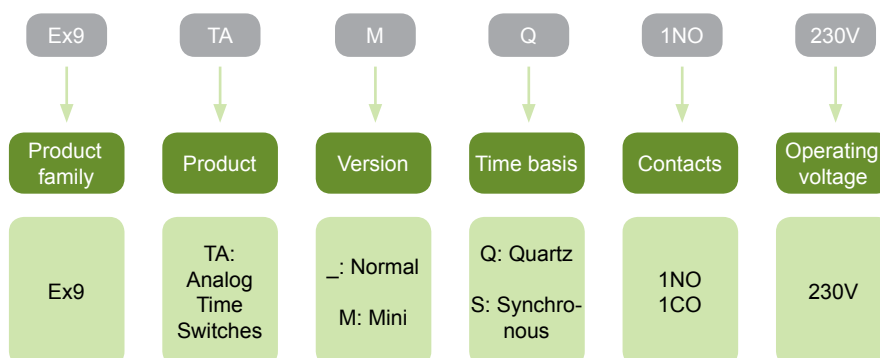 Ex9 TA M Q 1NO 230V
Product
family
Product
Version
Time basis
Contacts
Operating
voltage
Ex9
TA:
Analog
Time
Switches
_: Normal
M: Mini
Q: Quartz
S: Synchro-
nous
1NO
1CO
230V